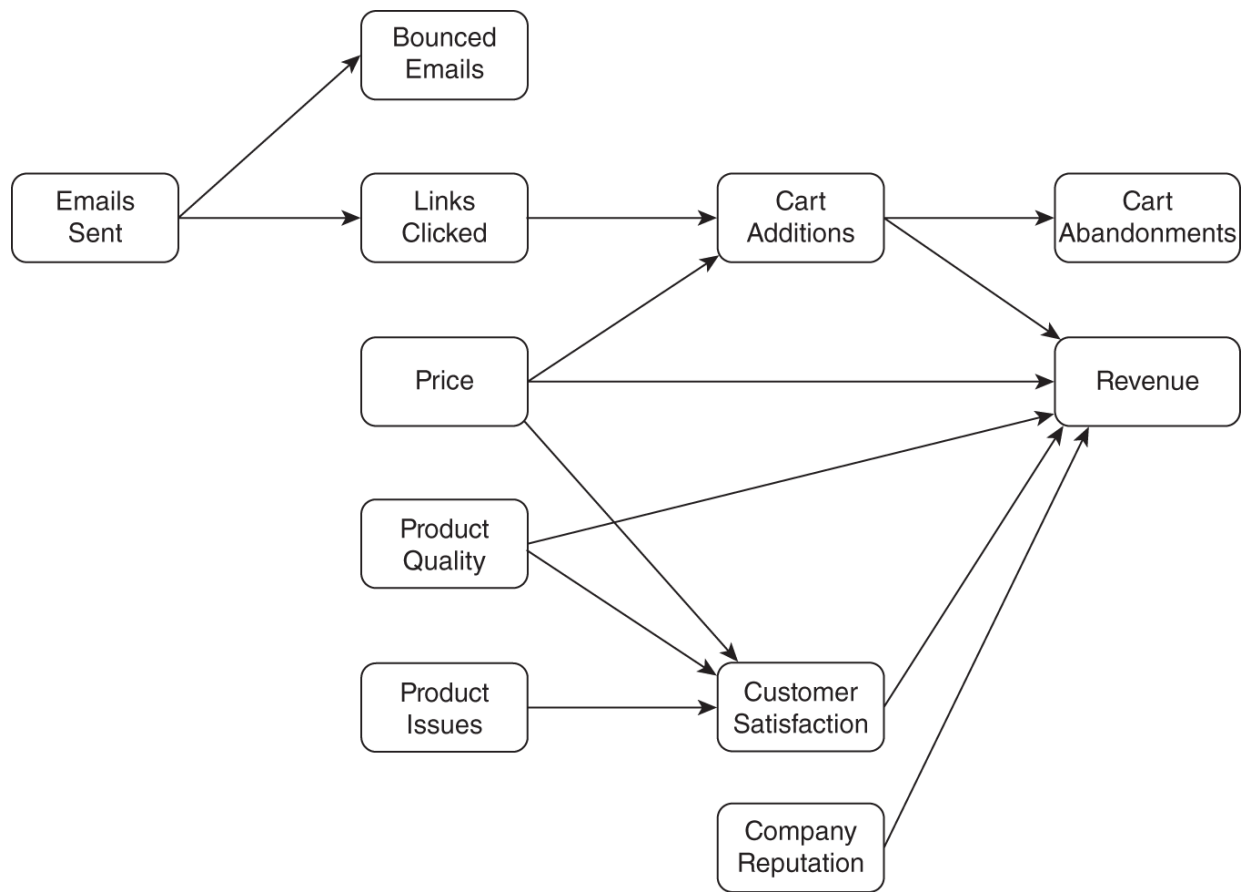 Bounced
Emails
Emails
Sent
Links
Clicked
Cart
Additions
Cart
Abandonments
Price
Revenue
Product
Quality
Product
Issues
Customer
Satisfaction
Company
Reputation